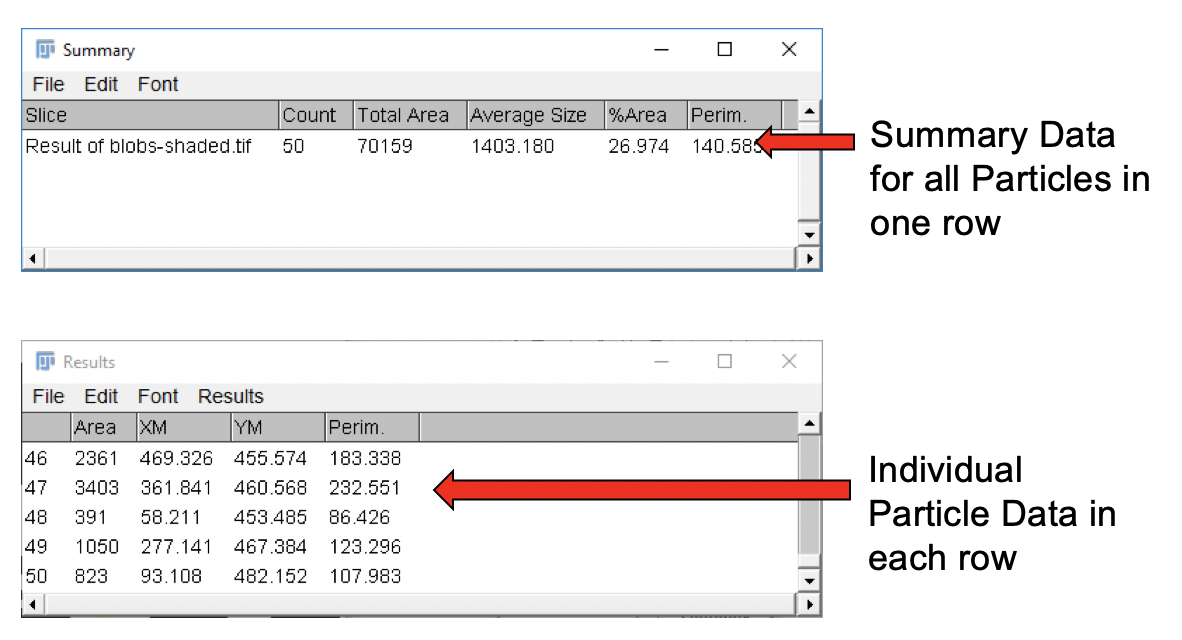 Summary
File Edit Font
Slice Count Total Area Average Size %Area Perim.
Result of blobs-shaded.tif 50 70159 1403.180 26.974 140.585
Summary Data
for all Particles in
one row
Results
File Edit Font Results
Area XM YM Perim.
46 2361 469.326 455.574 183.338
47 3403 361.841 460.568 232.551
48 391 58.211 453.485 86.426
49 1050 277.141 467.384 123.296
50 823 93.108 482.152 107.983
Individual
Particle Data in
each row